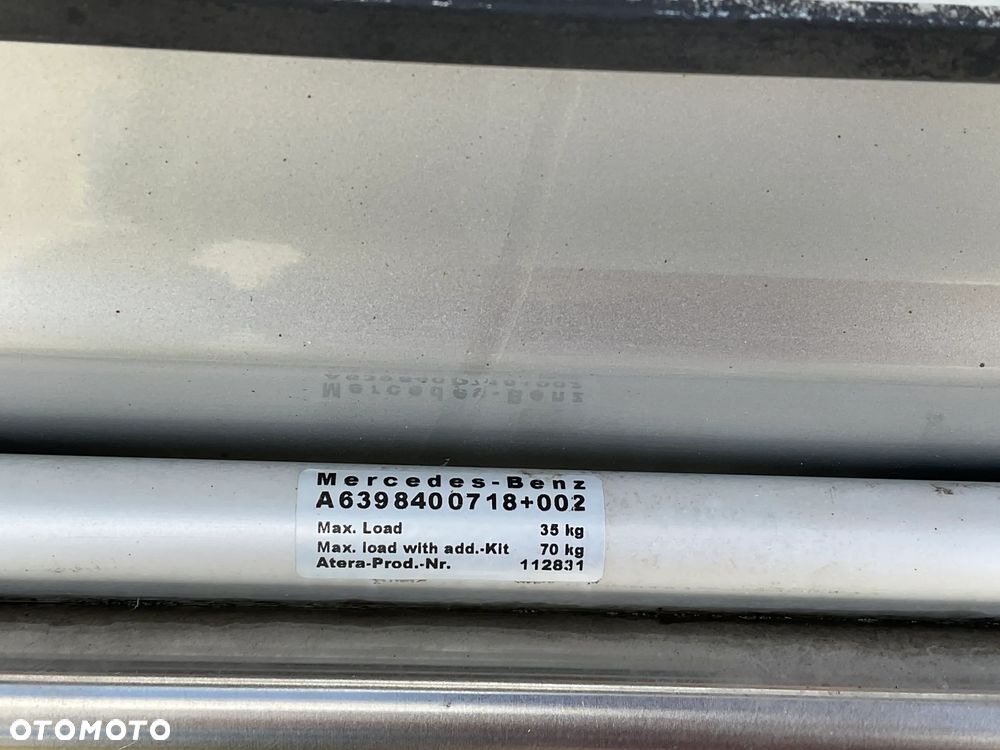 Mercedes-Benz
A6398400718+002
Max. Load 35 kg
Max. load with add.-Kit 70 kg
Atera-Prod.-Nr. 112831
OTOMOTO